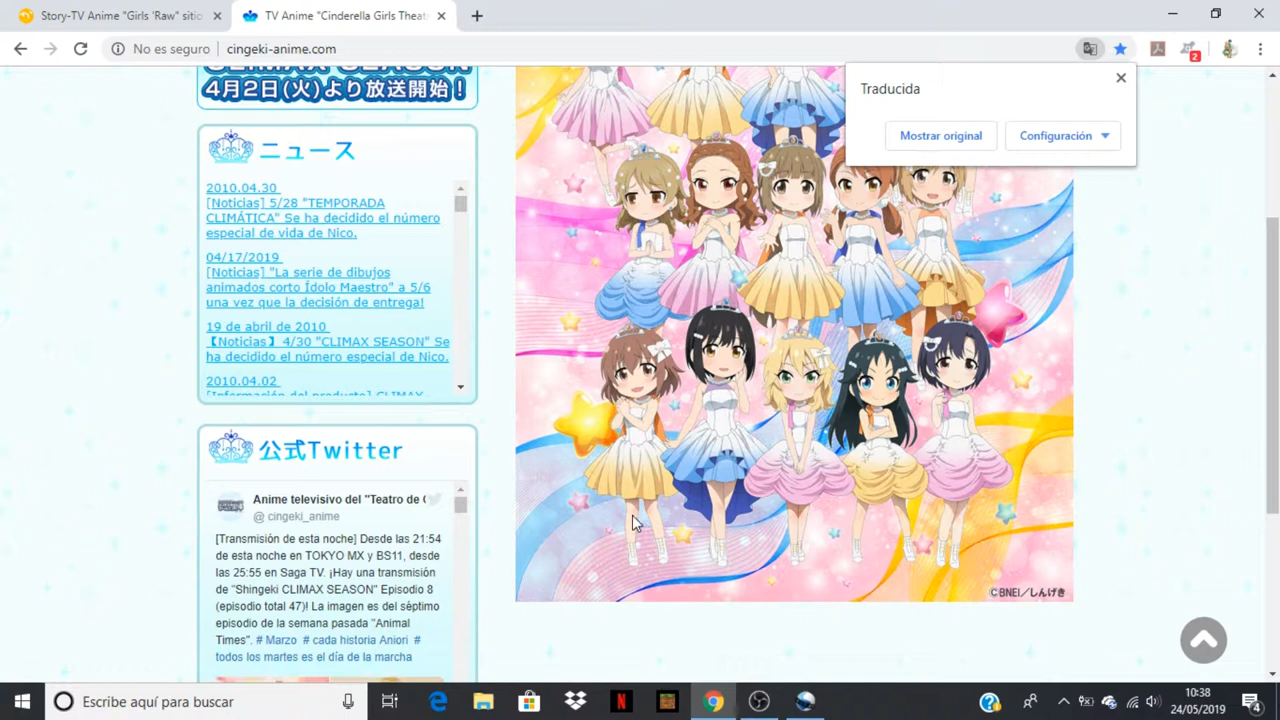 Story-TV Anime "Girls 'Raw" sitio
TV Anime "Cinderella Girls Theat
No es seguro
cingeki-anime.com
2
Traducida
Mostrar original
Configuración
CLIMAX SEASON
4月2日(火)より放送開始!
ニュース
2010.04.30
[Noticias] 5/28 "TEMPORADA
CLIMÁTICA" Se ha decidido el número
especial de vida de Nico.
04/17/2019
[Noticias] "La serie de dibujos
animados corto Ídolo Maestro" a 5/6
una vez que la decisión de entrega!
19 de abril de 2010
【Noticias】 4/30 "CLIMAX SEASON" Se
ha decidido el número especial de Nico.
2010.04.02
[Información del producto] CLIMAX
公式Twitter
Anime televisivo del "Teatro de
@ cingeki_anime
[Transmisión de esta noche] Desde las 21:54
de esta noche en TOKYO MX y BS11, desde
las 25:55 en Saga TV. ¡Hay una transmisión
de "Shingeki CLIMAX SEASON" Episodio 8
(episodio total 47)! La imagen es del séptimo
episodio de la semana pasada "Animal
Times". # Marzo # cada historia Aniori #
todos los martes es el día de la marcha
©BNEI/しんげき
Escribe aquí para buscar
10:38
24/05/2019
4